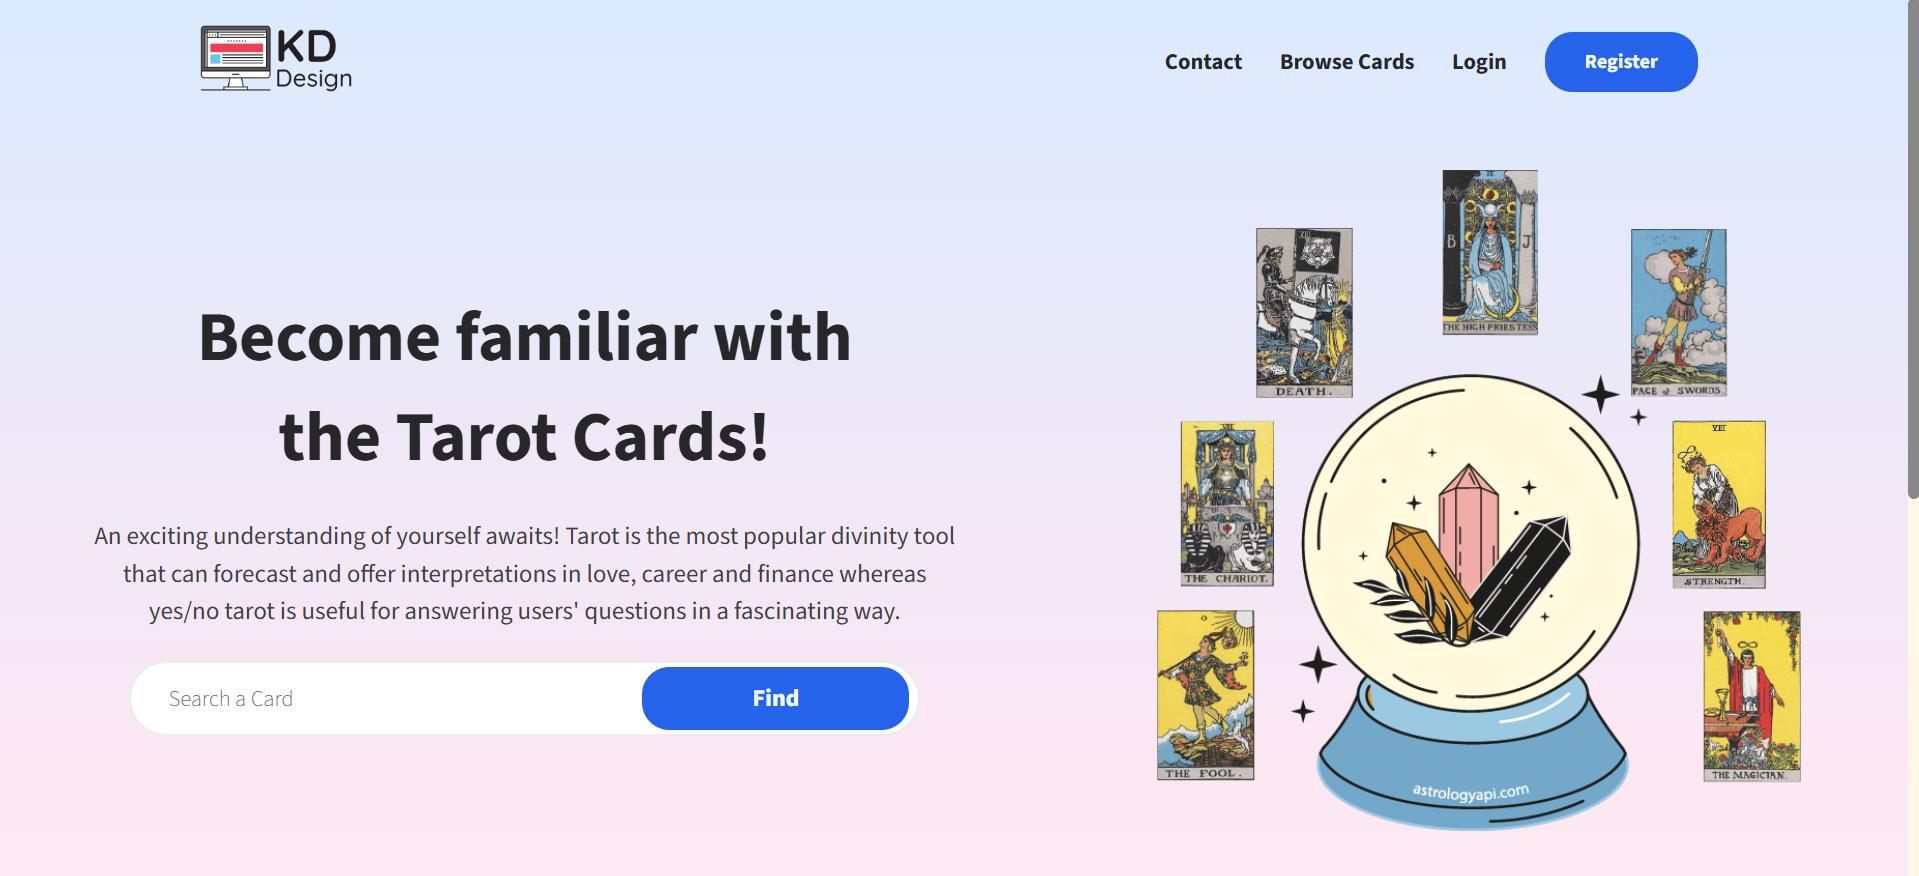 KD
Design
Contact
Browse Cards
Login
Register
Become familiar with
the Tarot Cards!
An exciting understanding of yourself awaits! Tarot is the most popular divinity tool
that can forecast and offer interpretations in love, career and finance whereas
yes/no tarot is useful for answering users' questions in a fascinating way.
Search a Card
Find
XIII
DEATH.
B
J
THE HIGH PRIESTESS
PAGE of SWORDS.
VII
THE CHARIOT.
VIII
STRENGTH.
0
THE FOOL.
I
THE MAGICIAN.
astrologyapi.com